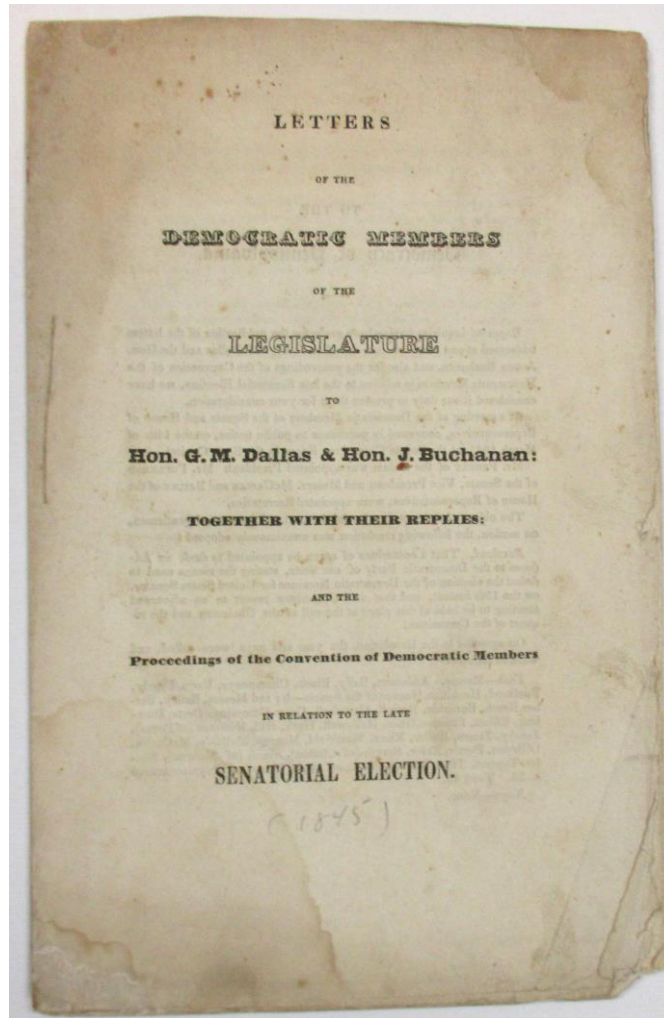 LETTERS
OF THE
DEMOCRATIC MEMBERS
OF THE
LEGISLATURE
TO
Hon. G. M. Dallas & Hon. J. Buchanan:
TOGETHER WITH THEIR REPLIES:
AND THE
Proceedings of the Convention of Democratic Members
IN RELATION TO THE LATE
SENATORIAL ELECTION.
(1845)